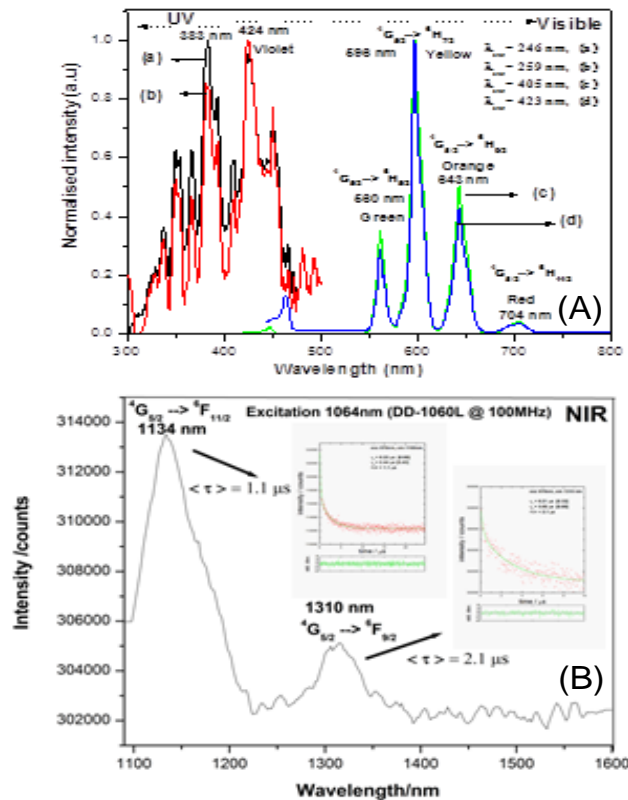 UV Visible
383 nm 424 nm
Violet
(a)
(b)
598 nm Yellow
246 nm, (a)
259 nm, (b)
405 nm, (c)
423 nm, (d)
Orange
643 nm
(c)
(d)
560 nm
Green
Red
704 nm
(A)
Normalised intensity (a.u)
1.0
0.8
0.6
0.4
0.2
0.0
300 400 500 600 700 800
Wavelength (nm)
⁴G₅/₂ --> ⁶F₁₁/₂ Excitation 1064nm (DD-1060L @ 100MHz) NIR
1134 nm
< τ > = 1.1 μs
1310 nm
⁴G₅/₂ --> ⁶F₉/₂
< τ > = 2.1 μs
(B)
Intensity /counts
314000
312000
310000
308000
306000
304000
302000
1100 1200 1300 1400 1500 1600
Wavelength/nm